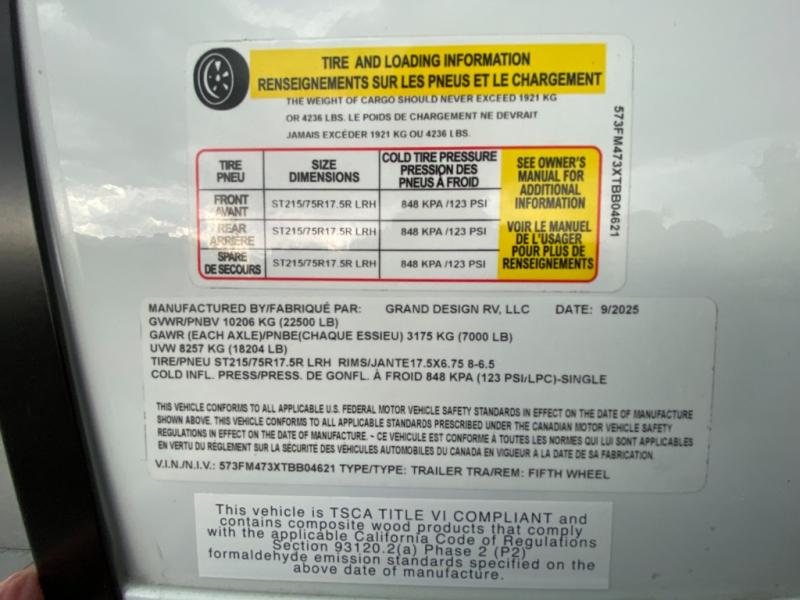 TIRE AND LOADING INFORMATION
RENSEIGNEMENTS SUR LES PNEUS ET LE CHARGEMENT
THE WEIGHT OF CARGO SHOULD NEVER EXCEED 1921 KG
OR 4236 LBS. LE POIDS DE CHARGEMENT NE DEVRAIT
JAMAIS EXCÉDER 1921 KG OU 4236 LBS.
TIRE SIZE COLD TIRE PRESSURE
PNEU DIMENSIONS PRESSION DES
PNEUS À FROID
FRONT
AVANT ST215/75R17.5R LRH 848 KPA /123 PSI
REAR
ARRIÈRE ST215/75R17.5R LRH 848 KPA /123 PSI
SPARE
DE SECOURS ST215/75R17.5R LRH 848 KPA /123 PSI
SEE OWNER'S
MANUAL FOR
ADDITIONAL
INFORMATION
VOIR LE MANUEL
DE L'USAGER
POUR PLUS DE
RENSEIGNEMENTS
573FM473XTBB04621
MANUFACTURED BY/FABRIQUÉ PAR: GRAND DESIGN RV, LLC DATE: 9/2025
GVWR/PNBV 10206 KG (22500 LB)
GAWR (EACH AXLE)/PNBE(CHAQUE ESSIEU) 3175 KG (7000 LB)
UVW 8257 KG (18204 LB)
TIRE/PNEU ST215/75R17.5R LRH RIMS/JANTE17.5X6.75 8-6.5
COLD INFL. PRESS/PRESS. DE GONFL. À FROID 848 KPA (123 PSI/LPC)-SINGLE
THIS VEHICLE CONFORMS TO ALL APPLICABLE U.S. FEDERAL MOTOR VEHICLE SAFETY STANDARDS IN EFFECT ON THE DATE OF MANUFACTURE
SHOWN ABOVE. THIS VEHICLE CONFORMS TO ALL APPLICABLE STANDARDS PRESCRIBED UNDER THE CANADIAN MOTOR VEHICLE SAFETY
REGULATIONS IN EFFECT ON THE DATE OF MANUFACTURE. - CE VEHICULE EST CONFORME À TOUTES LES NORMES QUI LUI SONT APPLICABLES
EN VERTU DU RÈGLEMENT SUR LA SÉCURITÉ DES VÉHICULES AUTOMOBILES DU CANADA EN VIGUEUR À LA DATE DE SA FABRICATION.
V.I.N./N.I.V.: 573FM473XTBB04621 TYPE/TYPE: TRAILER TRA/REM: FIFTH WHEEL
This vehicle is TSCA TITLE VI COMPLIANT and
contains composite wood products that comply
with the applicable California Code of Regulations
Section 93120.2(a) Phase 2 (P2)
formaldehyde emission standards specified on the
above date of manufacture.